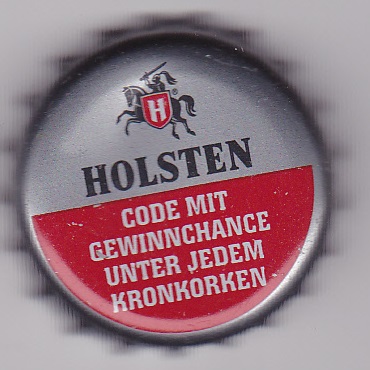 H
®
HOLSTEN
CODE MIT
GEWINNCHANCE
UNTER JEDEM
KRONKORKEN